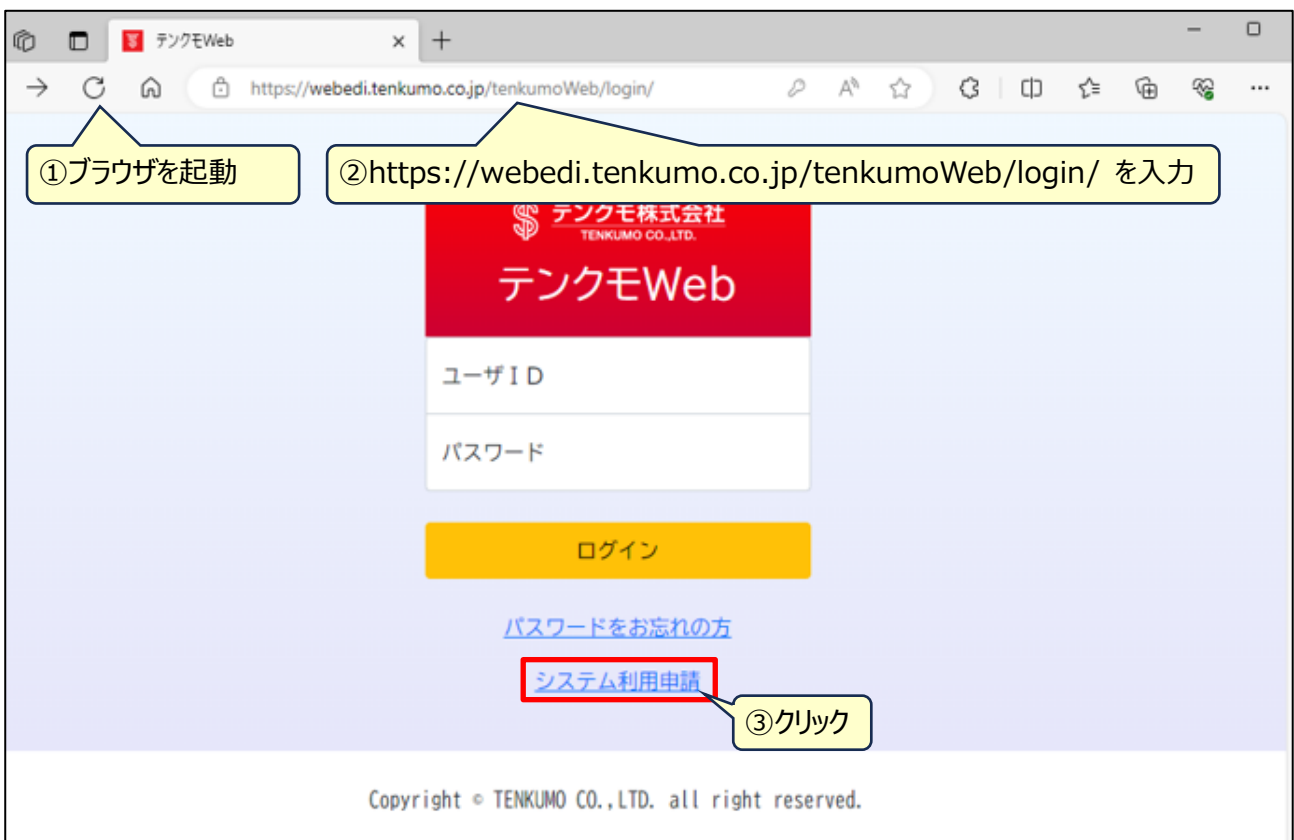 テンクモWeb
https://webedi.tenkumo.co.jp/tenkumoWeb/login/
①ブラウザを起動
②https://webedi.tenkumo.co.jp/tenkumoWeb/login/ を入力
テンクモ株式会社
TENKUMO CO.,LTD.
テンクモWeb
ユーザＩＤ
パスワード
ログイン
パスワードをお忘れの方
システム利用申請
③クリック
Copyright © TENKUMO CO.,LTD. all right reserved.